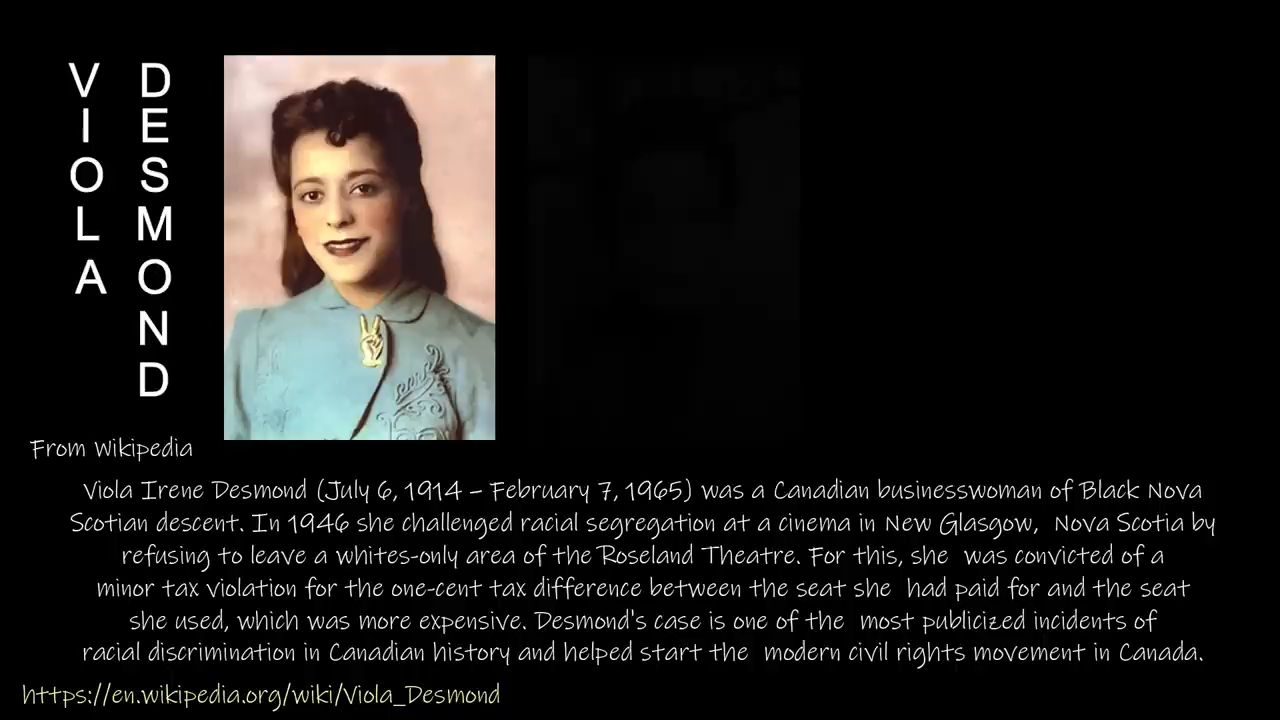 VIOLA
DESMOND
From Wikipedia
Viola Irene Desmond (July 6, 1914 – February 7, 1965) was a Canadian businesswoman of Black Nova
Scotian descent. In 1946 she challenged racial segregation at a cinema in New Glasgow, Nova Scotia by
refusing to leave a whites-only area of the Roseland Theatre. For this, she was convicted of a
minor tax violation for the one-cent tax difference between the seat she had paid for and the seat
she used, which was more expensive. Desmond's case is one of the most publicized incidents of
racial discrimination in Canadian history and helped start the modern civil rights movement in Canada.
https://en.wikipedia.org/wiki/Viola_Desmond